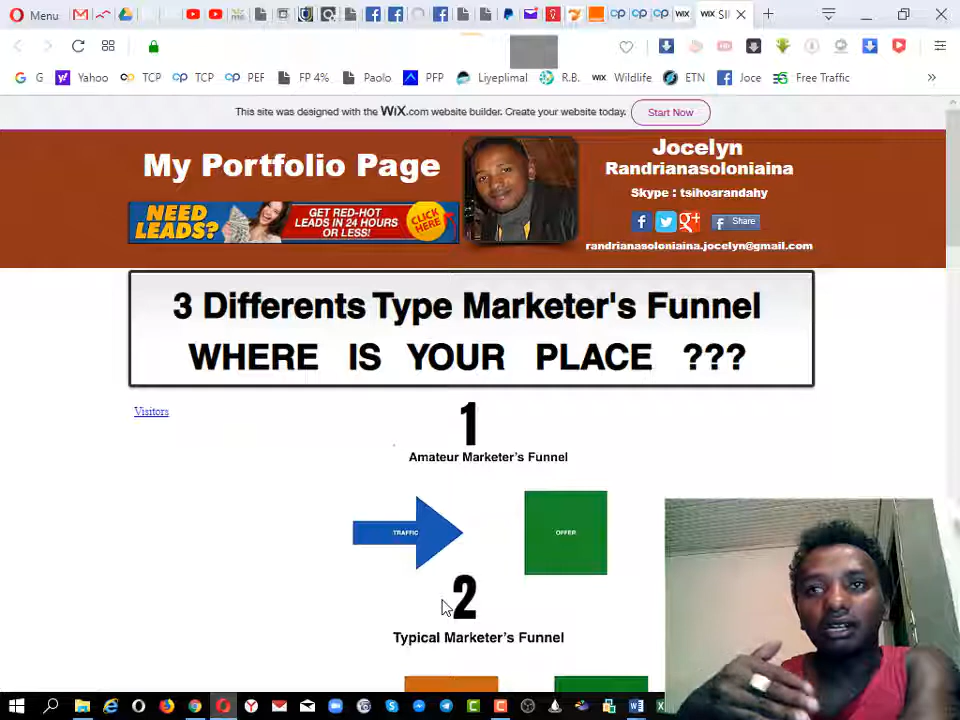 Menu
G
Yahoo
TCP
TCP
PEF
FP 4%
Paolo
PFP
Liyeplimal
R.B.
WiX
Wildlife
ETN
Joce
Free Traffic
This site was designed with the WiX.com website builder. Create your website today.
Start Now
My Portfolio Page
NEED LEADS?
GET RED-HOT
LEADS IN 24 HOURS
OR LESS!
CLICK HERE
Jocelyn
Randrianasoloniaina
Skype : tsihoarandahy
Share
randrianasoloniaina.jocelyn@gmail.com
3 Differents Type Marketer's Funnel
WHERE IS YOUR PLACE ???
Visitors
1
Amateur Marketer's Funnel
TRAFFIC
OFFER
2
Typical Marketer's Funnel